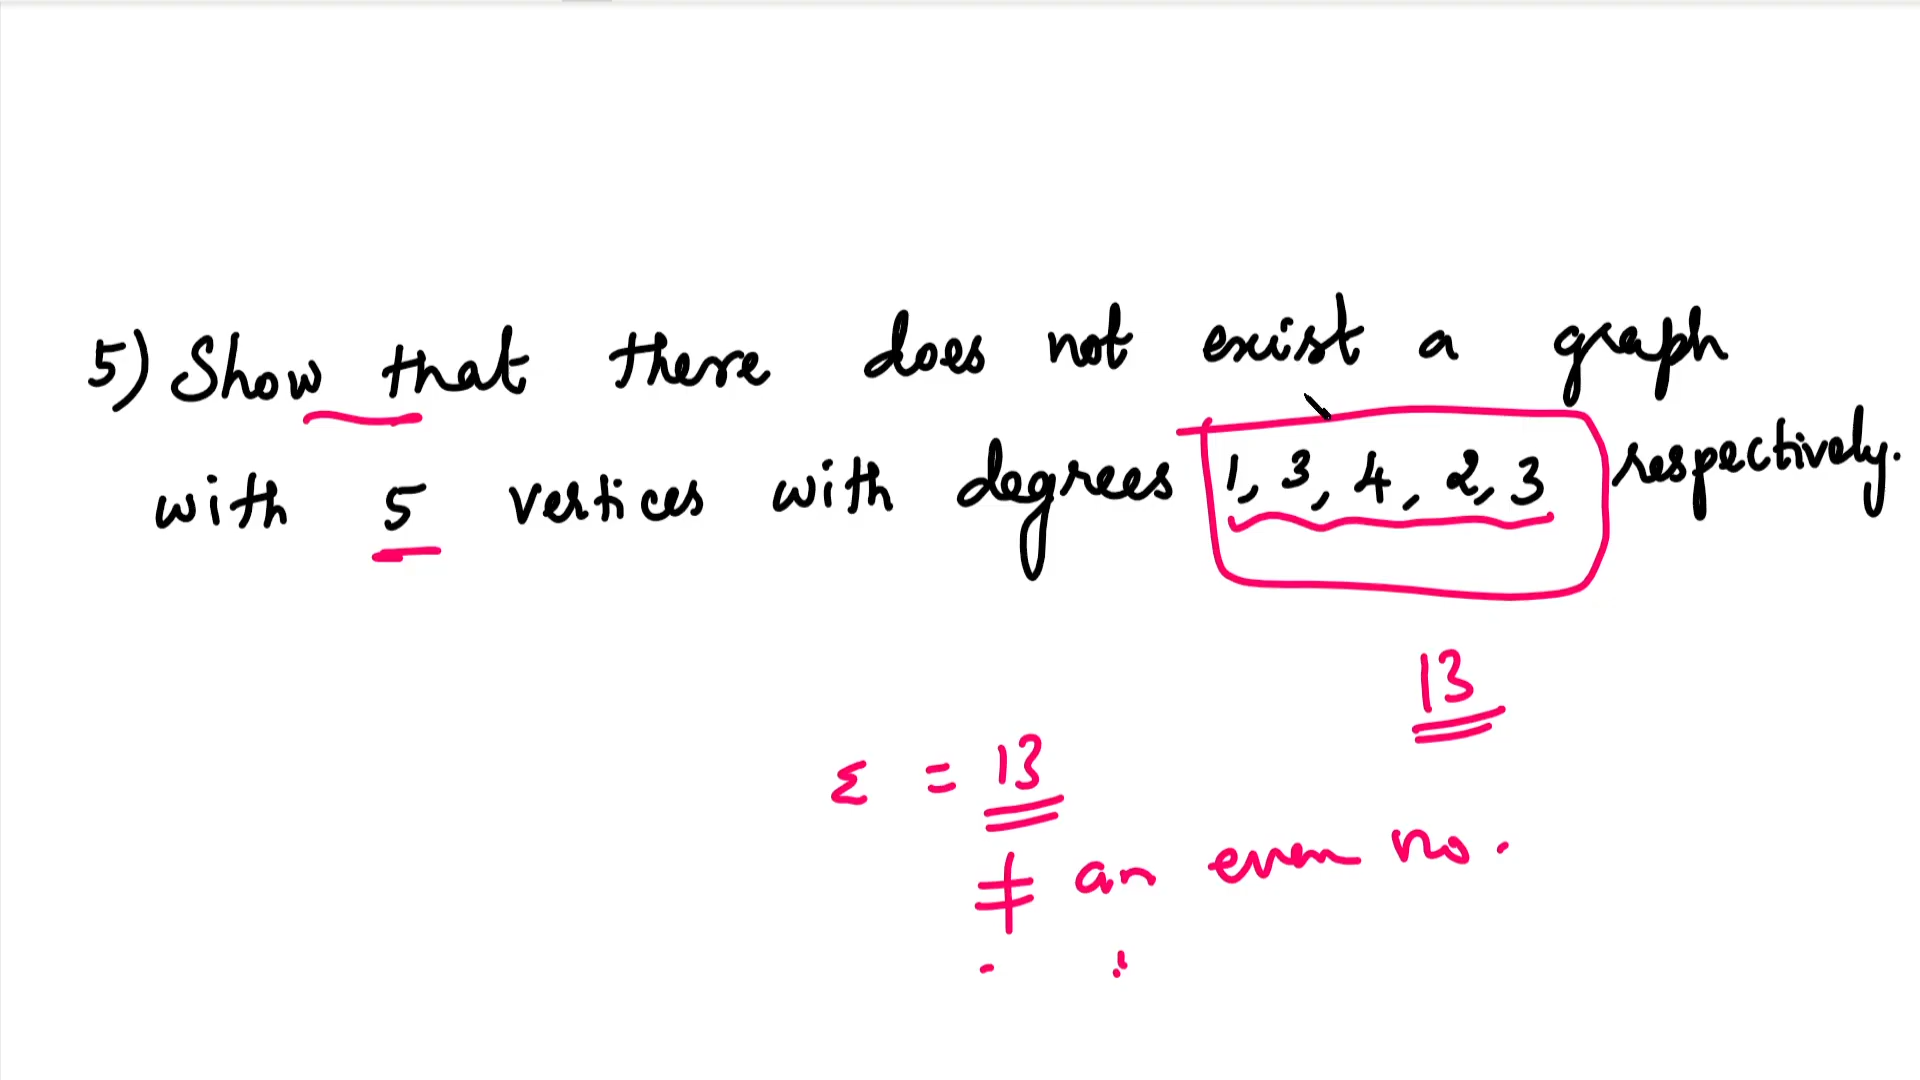 5) Show that there does not exist a graph
with 5 vertices with degrees 1, 3, 4, 2, 3 respectively.
13
Σ = 13
≠ an even no.